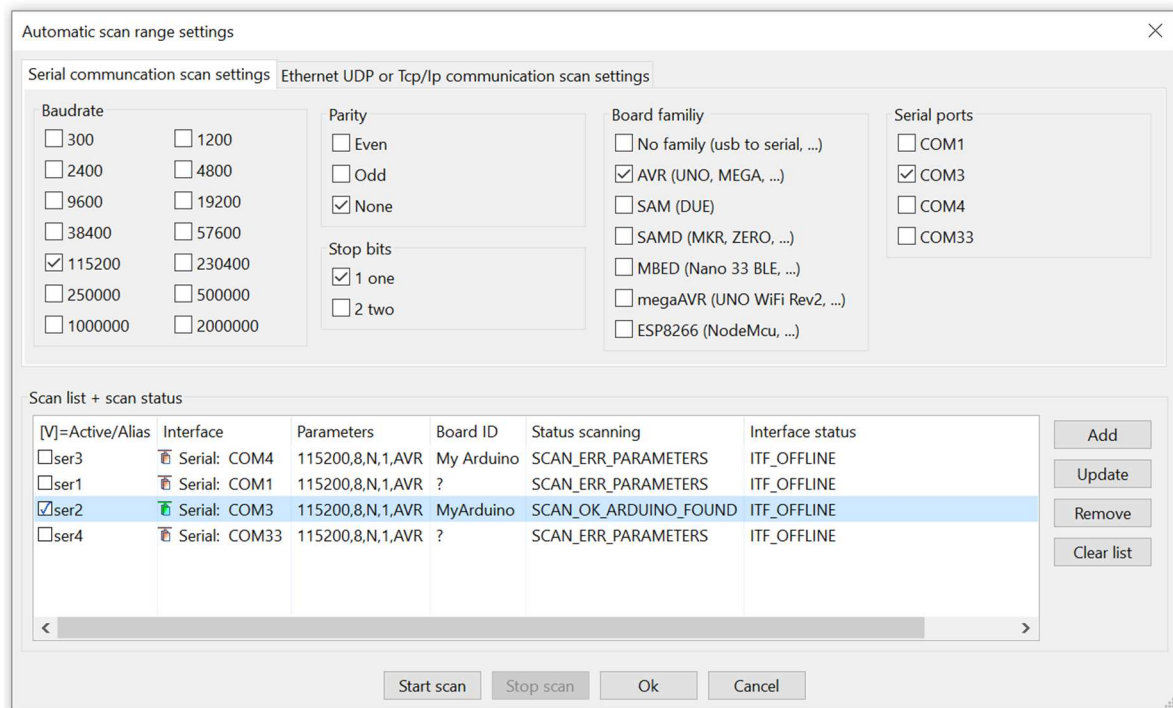 Automatic scan range settings
Serial communcation scan settings Ethernet UDP or Tcp/Ip communication scan settings
Baudrate
300 1200
2400 4800
9600 19200
38400 57600
115200 230400
250000 500000
1000000 2000000
Parity
Even
Odd
None
Stop bits
1 one
2 two
Board familiy
No family (usb to serial, ...)
AVR (UNO, MEGA, ...)
SAM (DUE)
SAMD (MKR, ZERO, ...)
MBED (Nano 33 BLE, ...)
megaAVR (UNO WiFi Rev2, ...)
ESP8266 (NodeMcu, ...)
Serial ports
COM1
COM3
COM4
COM33
Scan list + scan status
[V]=Active/Alias Interface Parameters Board ID Status scanning Interface status
ser3 Serial: COM4 115200,8,N,1,AVR My Arduino SCAN_ERR_PARAMETERS ITF_OFFLINE
ser1 Serial: COM1 115200,8,N,1,AVR ? SCAN_ERR_PARAMETERS ITF_OFFLINE
ser2 Serial: COM3 115200,8,N,1,AVR MyArduino SCAN_OK_ARDUINO_FOUND ITF_OFFLINE
ser4 Serial: COM33 115200,8,N,1,AVR ? SCAN_ERR_PARAMETERS ITF_OFFLINE
Add
Update
Remove
Clear list
Start scan Stop scan Ok Cancel